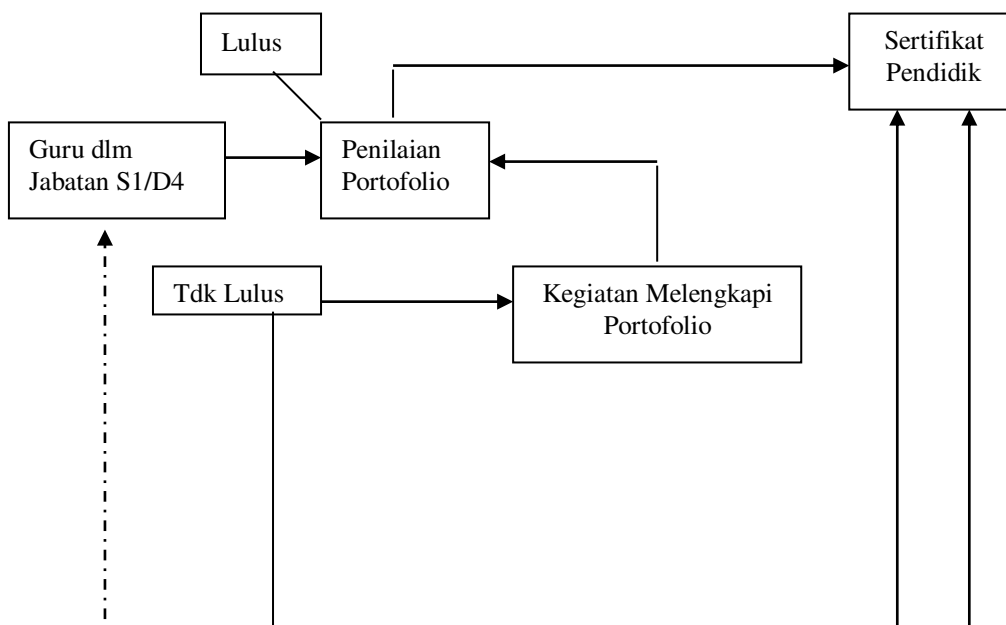 Lulus
Sertifikat
Pendidik
Guru dlm
Jabatan S1/D4
Penilaian
Portofolio
Tdk Lulus
Kegiatan Melengkapi
Portofolio